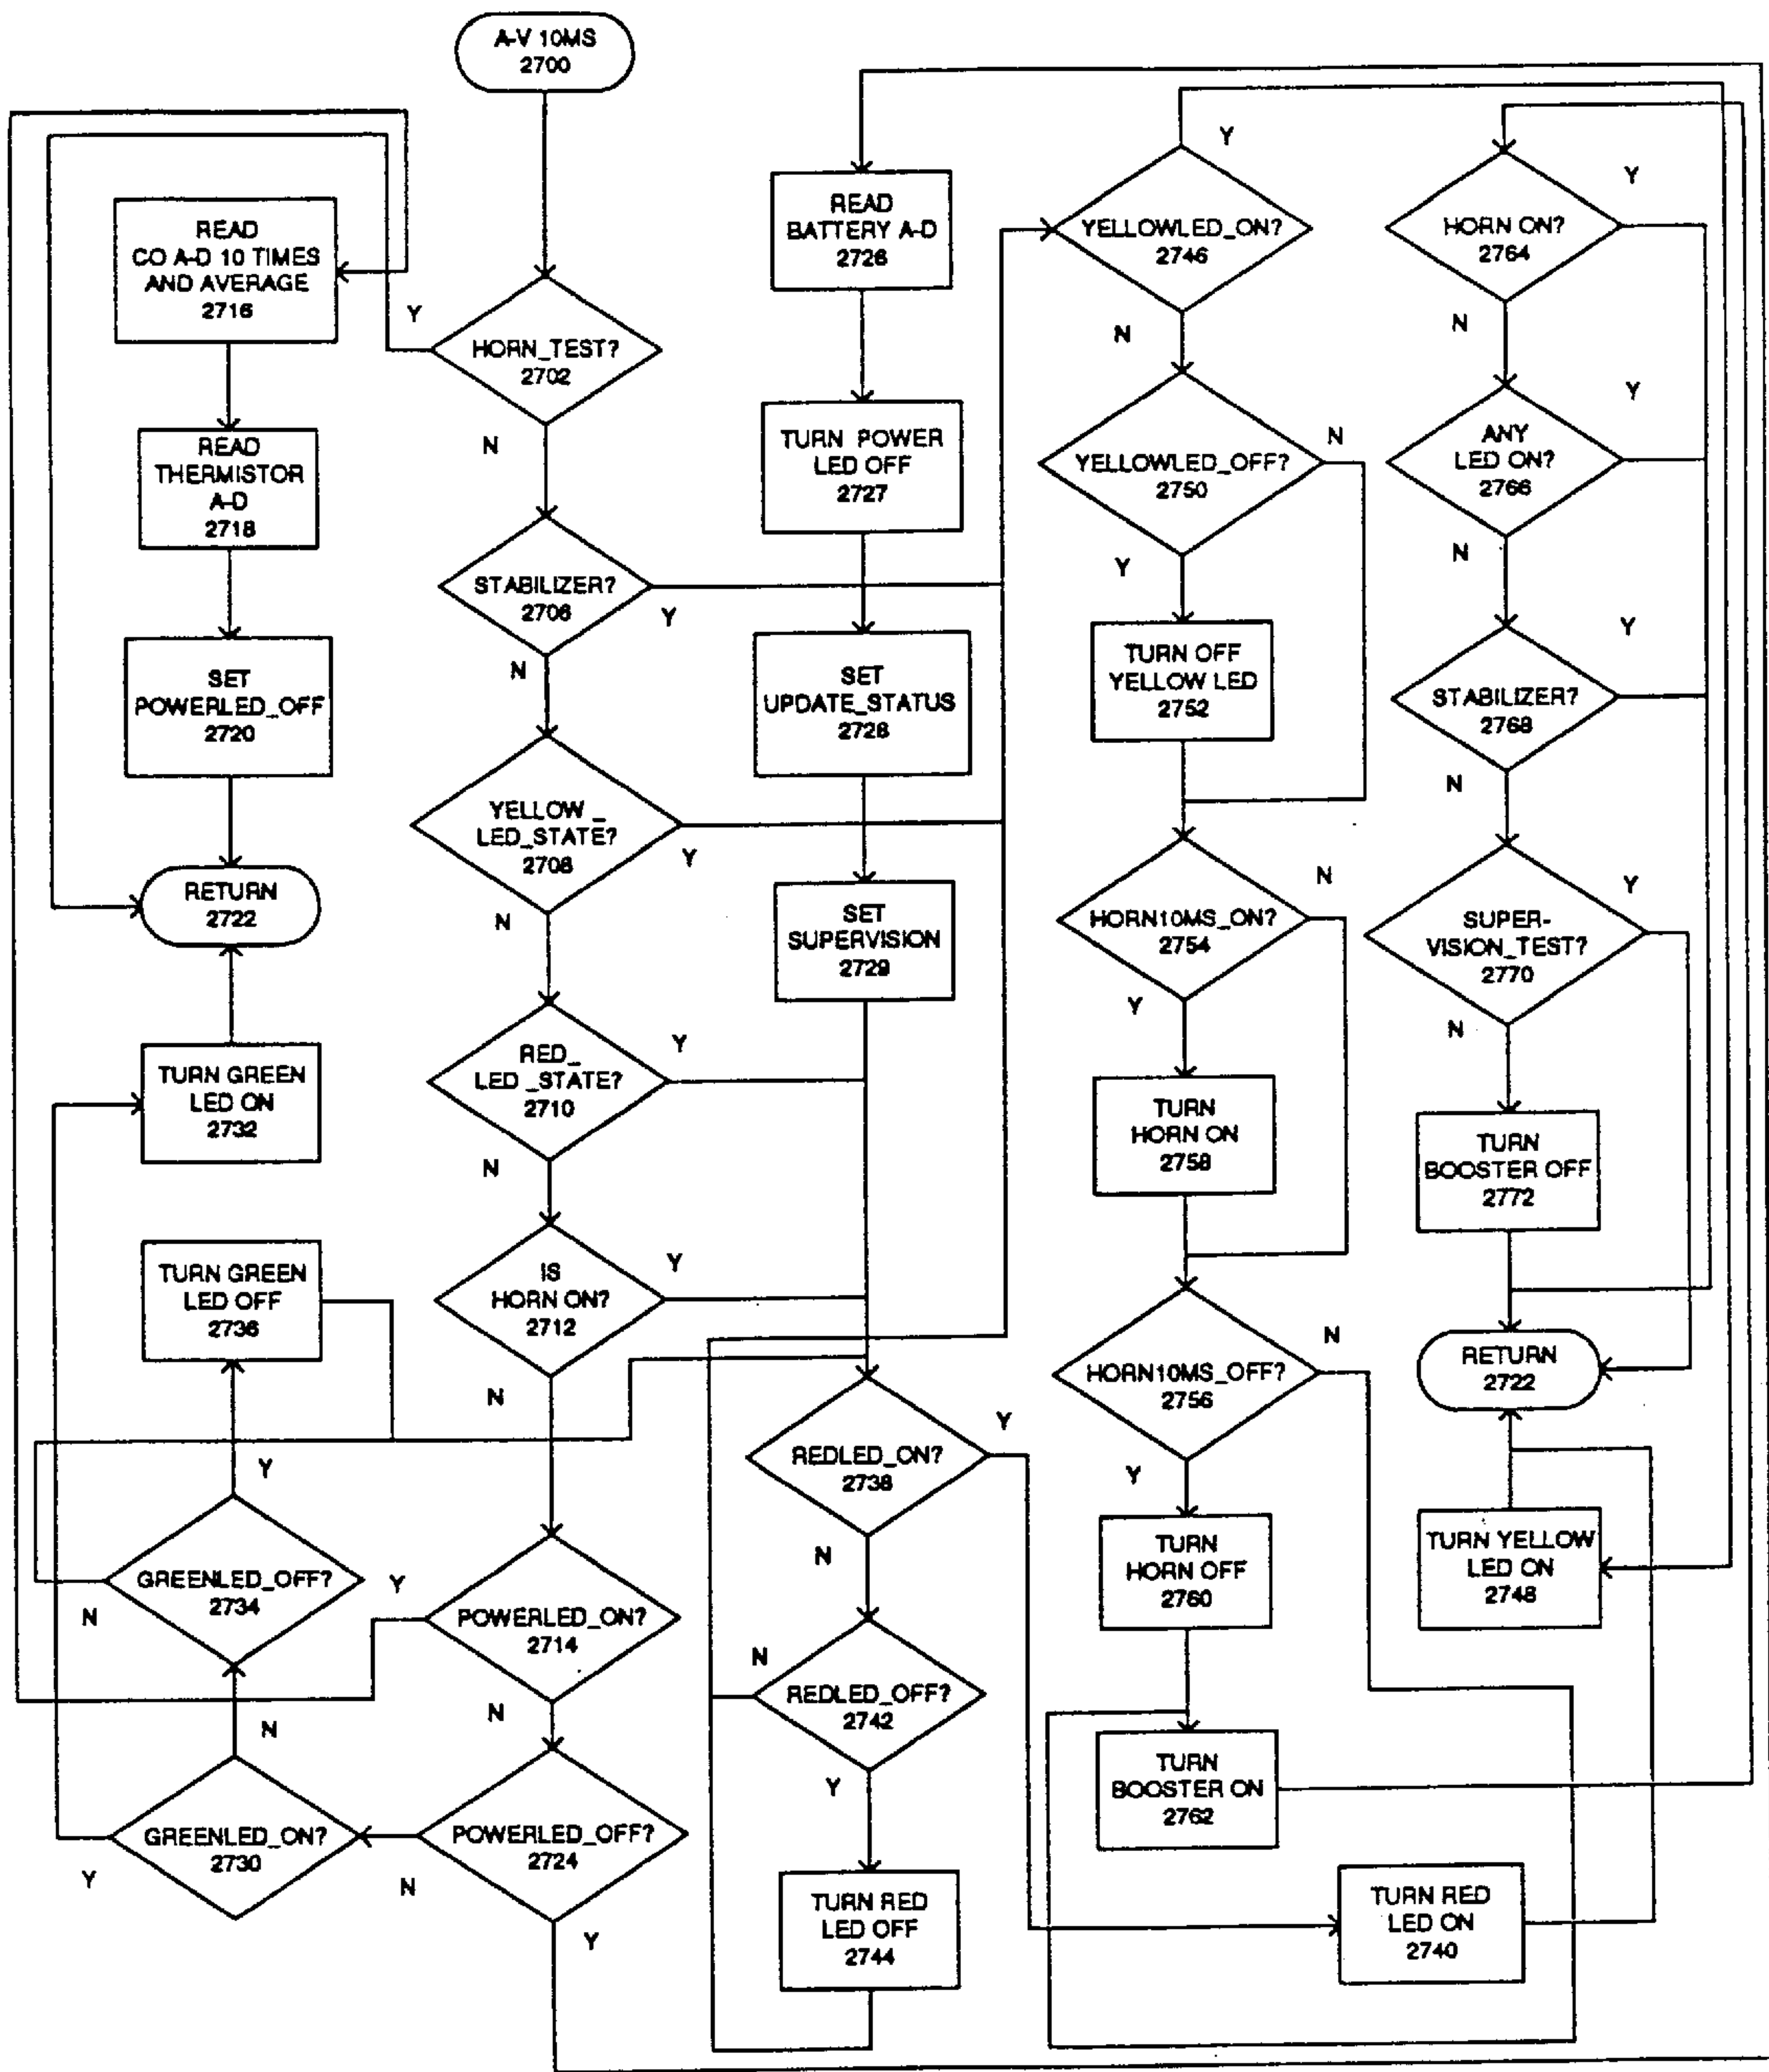 A-V 10MS
2700
READ
CO A-D 10 TIMES
AND AVERAGE
2716
Y
HORN_TEST?
2702
N
READ
THERMISTOR
A-D
2718
STABILIZER?
2706
Y
N
SET
POWERLED_OFF
2720
YELLOW_
LED_STATE?
2708
Y
N
RETURN
2722
RED_
LED_STATE?
2710
Y
N
TURN GREEN
LED ON
2732
IS
HORN ON?
2712
Y
N
TURN GREEN
LED OFF
2736
Y
GREENLED_OFF?
2734
N
Y
POWERLED_ON?
2714
N
N
GREENLED_ON?
2730
Y
N
POWERLED_OFF?
2724
Y
READ
BATTERY A-D
2726
TURN POWER
LED OFF
2727
SET
UPDATE_STATUS
2728
SET
SUPERVISION
2729
REDLED_ON?
2738
Y
N
N
REDLED_OFF?
2742
Y
TURN RED
LED OFF
2744
Y
YELLOWLED_ON?
2746
N
YELLOWLED_OFF?
2750
N
Y
TURN OFF
YELLOW LED
2752
HORN10MS_ON?
2754
N
Y
TURN
HORN ON
2758
HORN10MS_OFF?
2756
N
Y
TURN
HORN OFF
2760
TURN
BOOSTER ON
2762
TURN RED
LED ON
2740
Y
HORN ON?
2764
N
Y
ANY
LED ON?
2766
N
Y
STABILIZER?
2768
N
Y
SUPER-
VISION_TEST?
2770
N
TURN
BOOSTER OFF
2772
RETURN
2722
TURN YELLOW
LED ON
2748